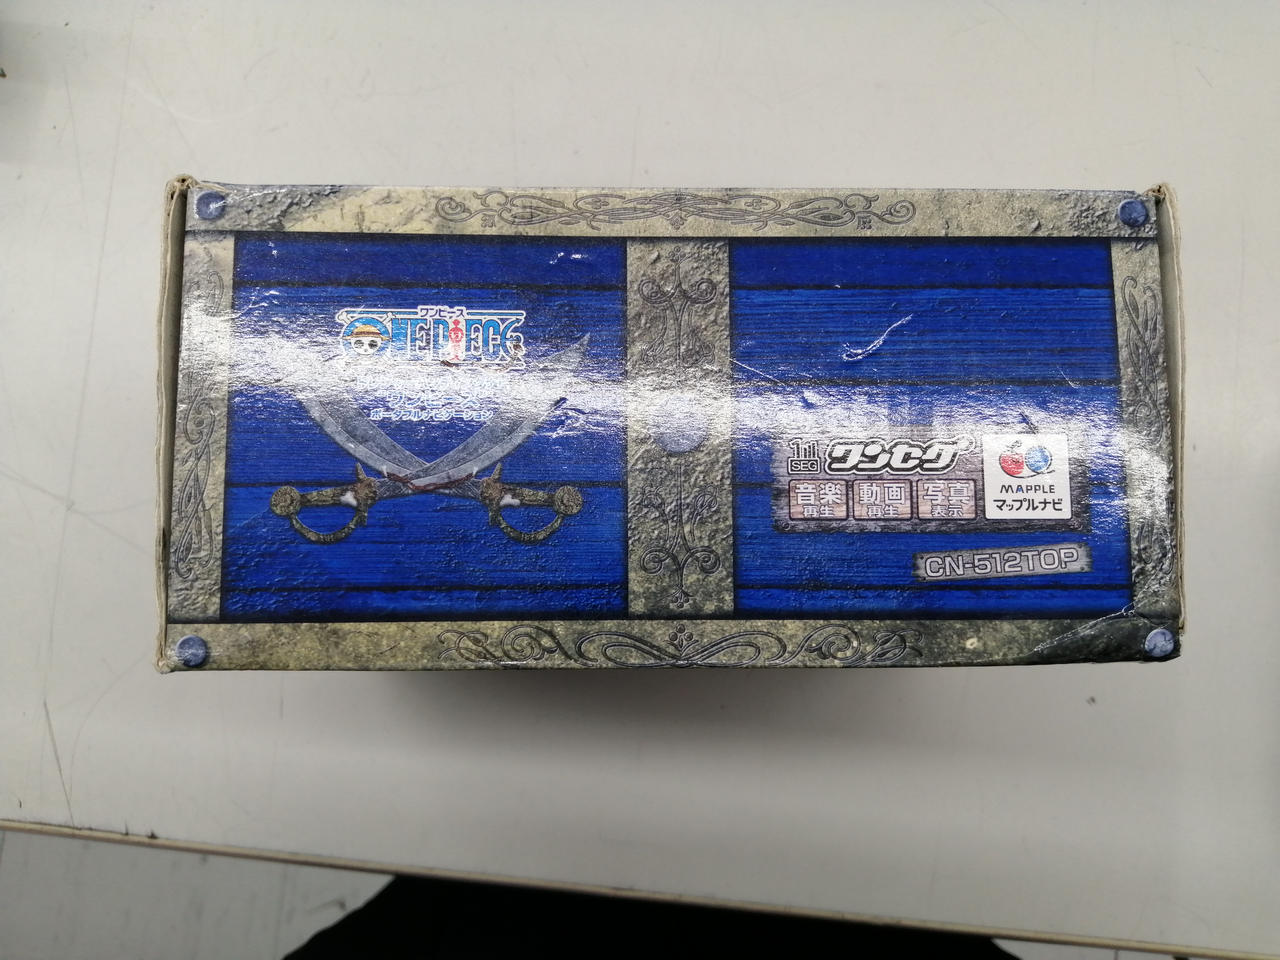 ワンピース
ONE PIECE
ワンピース
ポータブルナビゲーション
1SEG ワンセグ
音楽再生 動画再生 写真表示
MAPPLE
マップルナビ
CN-512TOP